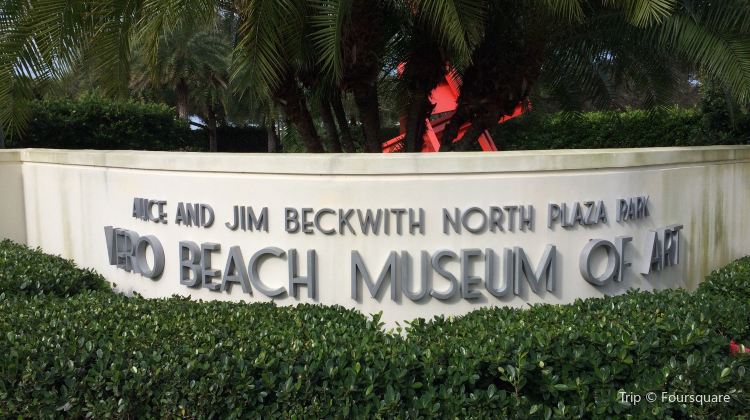 ALICE AND JIM BECKWITH NORTH PLAZA PARK
VERO BEACH MUSEUM OF ART
Trip © Foursquare